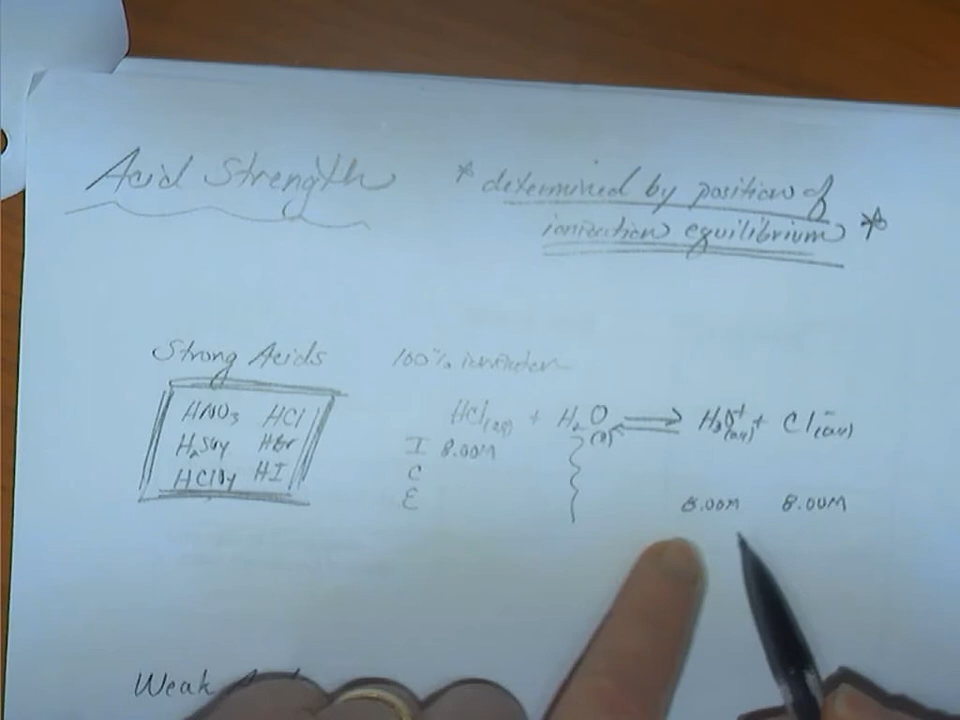 Acid Strength * determined by position of
ionization equilibrium *
Strong Acids 100% ionization
HNO₃ HCl HCl(aq) + H₂O(l) ⇌ H₃O⁺(aq) + Cl⁻(aq)
H₂SO₄ HBr I 8.00M
HClO₄ HI C
E 8.00M 8.00M
Weak